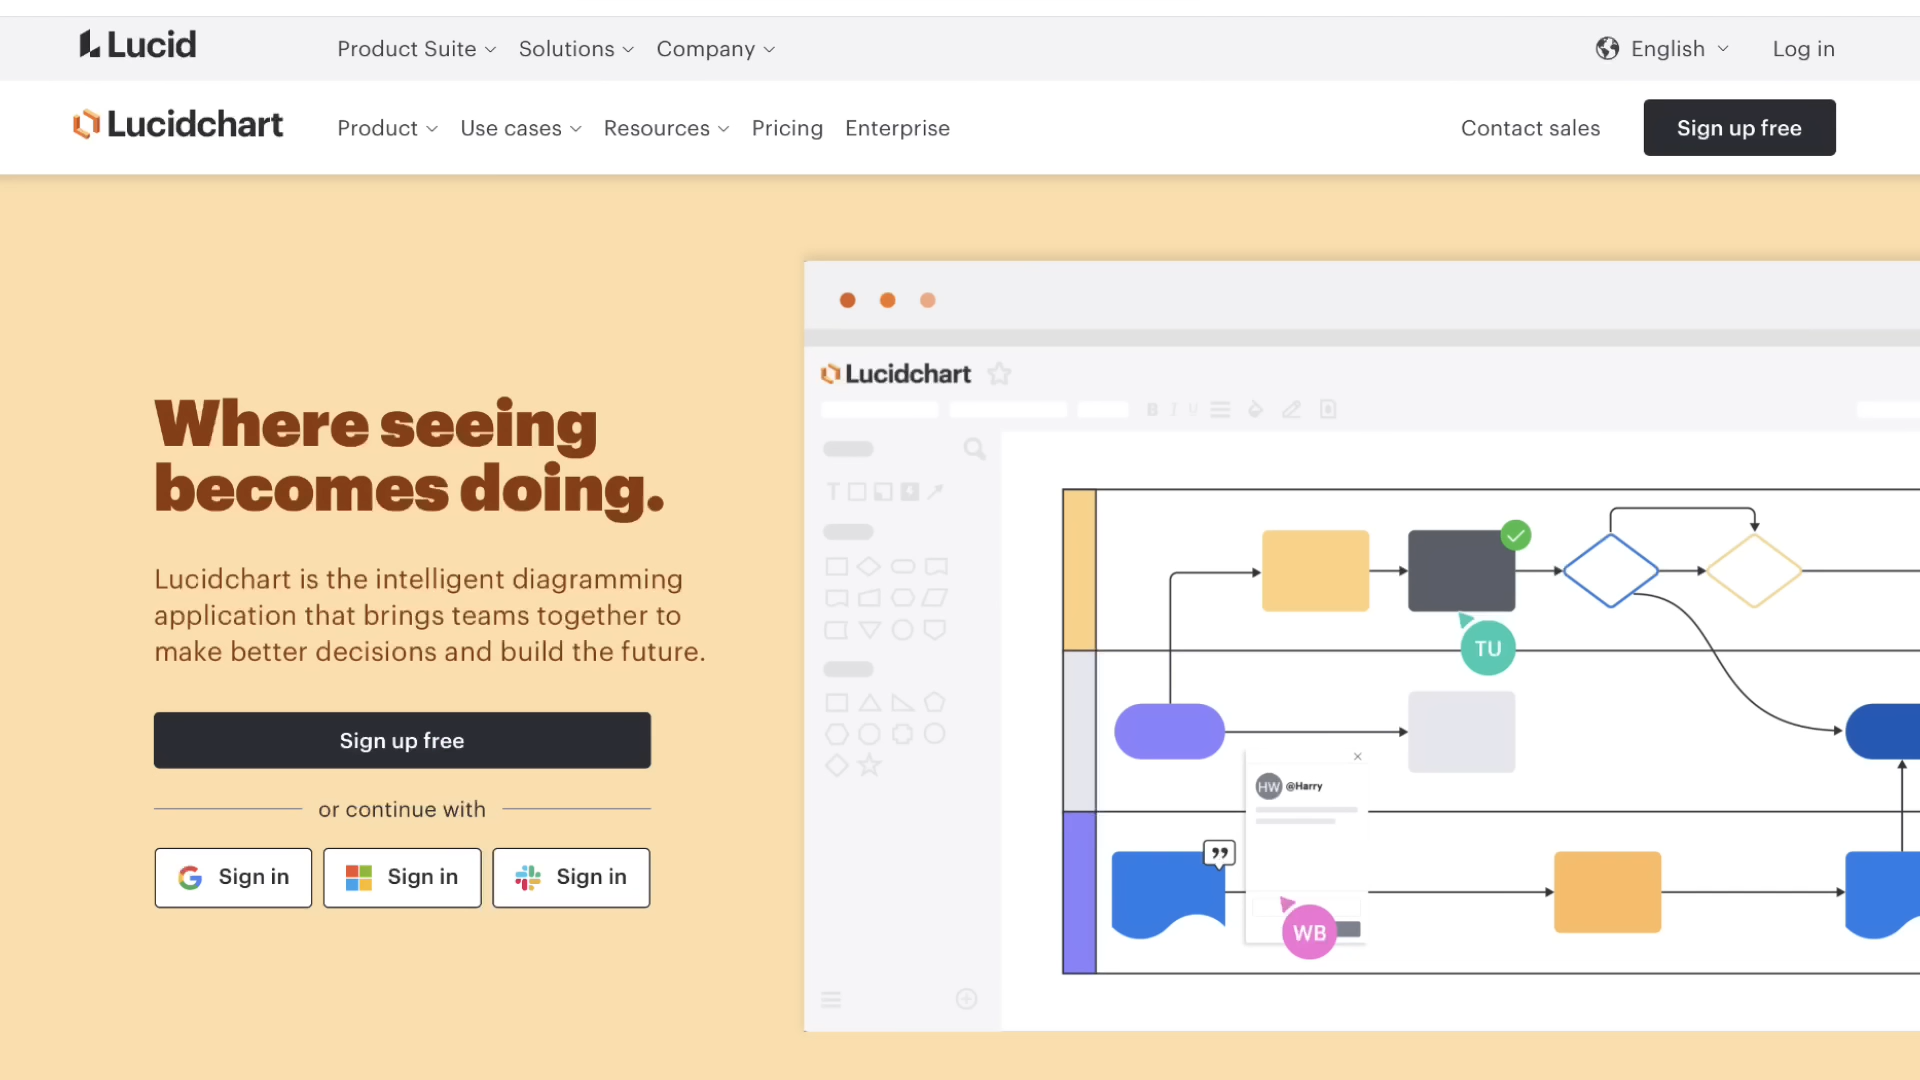 Lucid
Product Suite
Solutions
Company
English
Log in
Lucidchart
Product
Use cases
Resources
Pricing
Enterprise
Contact sales
Sign up free
Where seeing
becomes doing.
Lucidchart is the intelligent diagramming
application that brings teams together to
make better decisions and build the future.
Sign up free
or continue with
Sign in
Sign in
Sign in
Lucidchart
B I U
T
TU
HW @Harry
WB